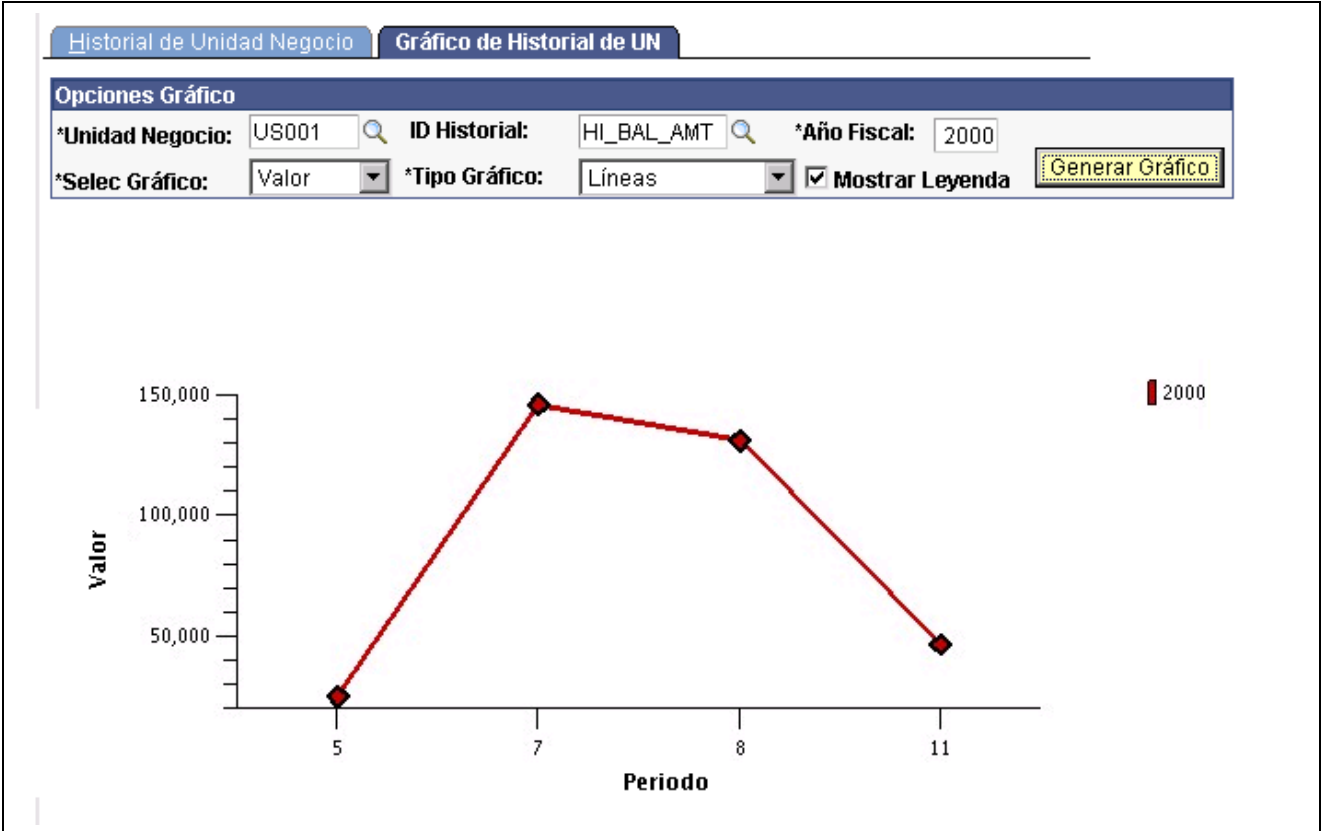 Historial de Unidad Negocio Gráfico de Historial de UN
Opciones Gráfico
*Unidad Negocio: US001 ID Historial: HI_BAL_AMT *Año Fiscal: 2000
*Selec Gráfico: Valor *Tipo Gráfico: Líneas Mostrar Leyenda Generar Gráfico
150,000
2000
100,000
Valor
50,000
5 7 8 11
Periodo